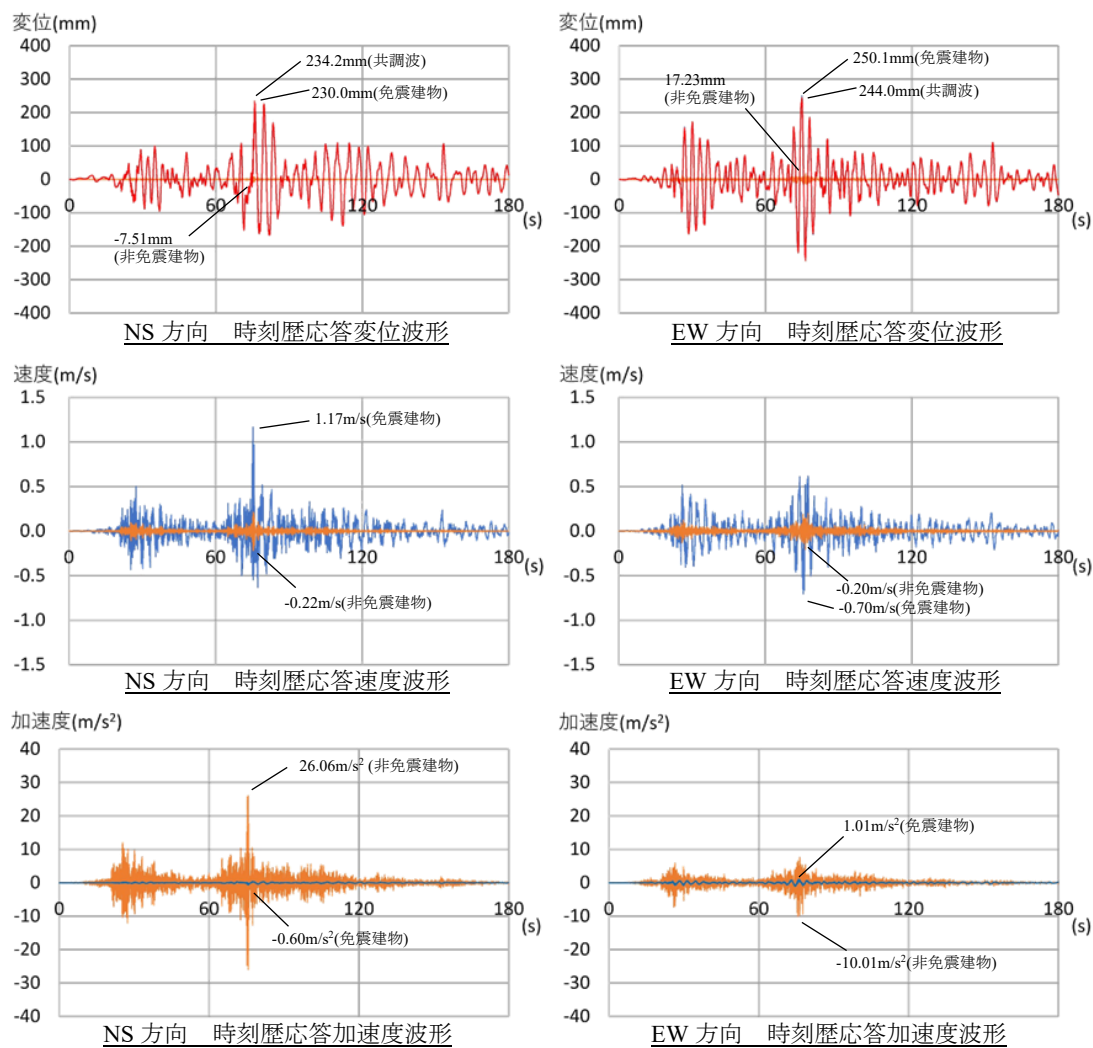 変位(mm)
400
300
200
100
0
-100
-200
-300
-400
0
60
120
180
(s)
234.2mm(共調波)
230.0mm(免震建物)
-7.51mm
(非免震建物)
NS 方向　時刻歴応答変位波形
変位(mm)
400
300
200
100
0
-100
-200
-300
-400
0
60
120
180
(s)
250.1mm(免震建物)
244.0mm(共調波)
17.23mm
(非免震建物)
EW 方向　時刻歴応答変位波形
速度(m/s)
1.5
1.0
0.5
0.0
-0.5
-1.0
-1.5
0
60
120
180
(s)
1.17m/s(免震建物)
-0.22m/s(非免震建物)
NS 方向　時刻歴応答速度波形
速度(m/s)
1.5
1.0
0.5
0.0
-0.5
-1.0
-1.5
0
60
120
180
(s)
-0.20m/s(非免震建物)
-0.70m/s(免震建物)
EW 方向　時刻歴応答速度波形
加速度(m/s²)
40
30
20
10
0
-10
-20
-30
-40
0
60
120
180
(s)
26.06m/s² (非免震建物)
-0.60m/s²(免震建物)
NS 方向　時刻歴応答加速度波形
加速度(m/s²)
40
30
20
10
0
-10
-20
-30
-40
0
60
120
180
(s)
1.01m/s²(免震建物)
-10.01m/s²(非免震建物)
EW 方向　時刻歴応答加速度波形